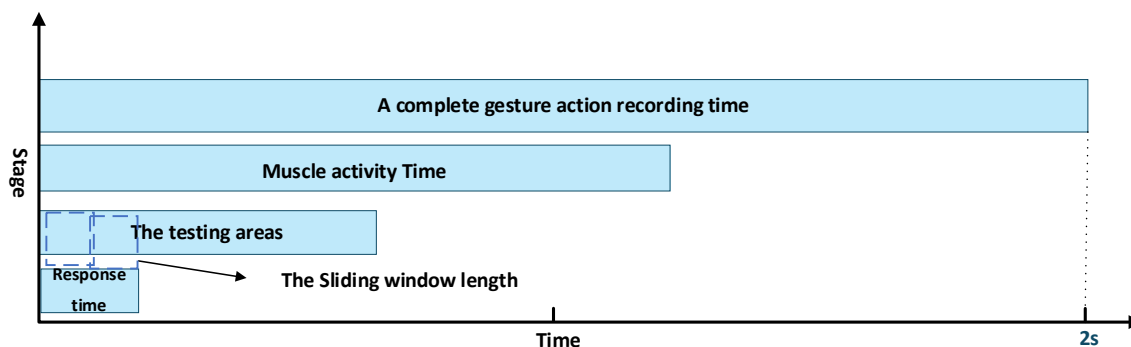 A complete gesture action recording time
Stage
Muscle activity Time
The testing areas
Response
time
The Sliding window length
Time
2s